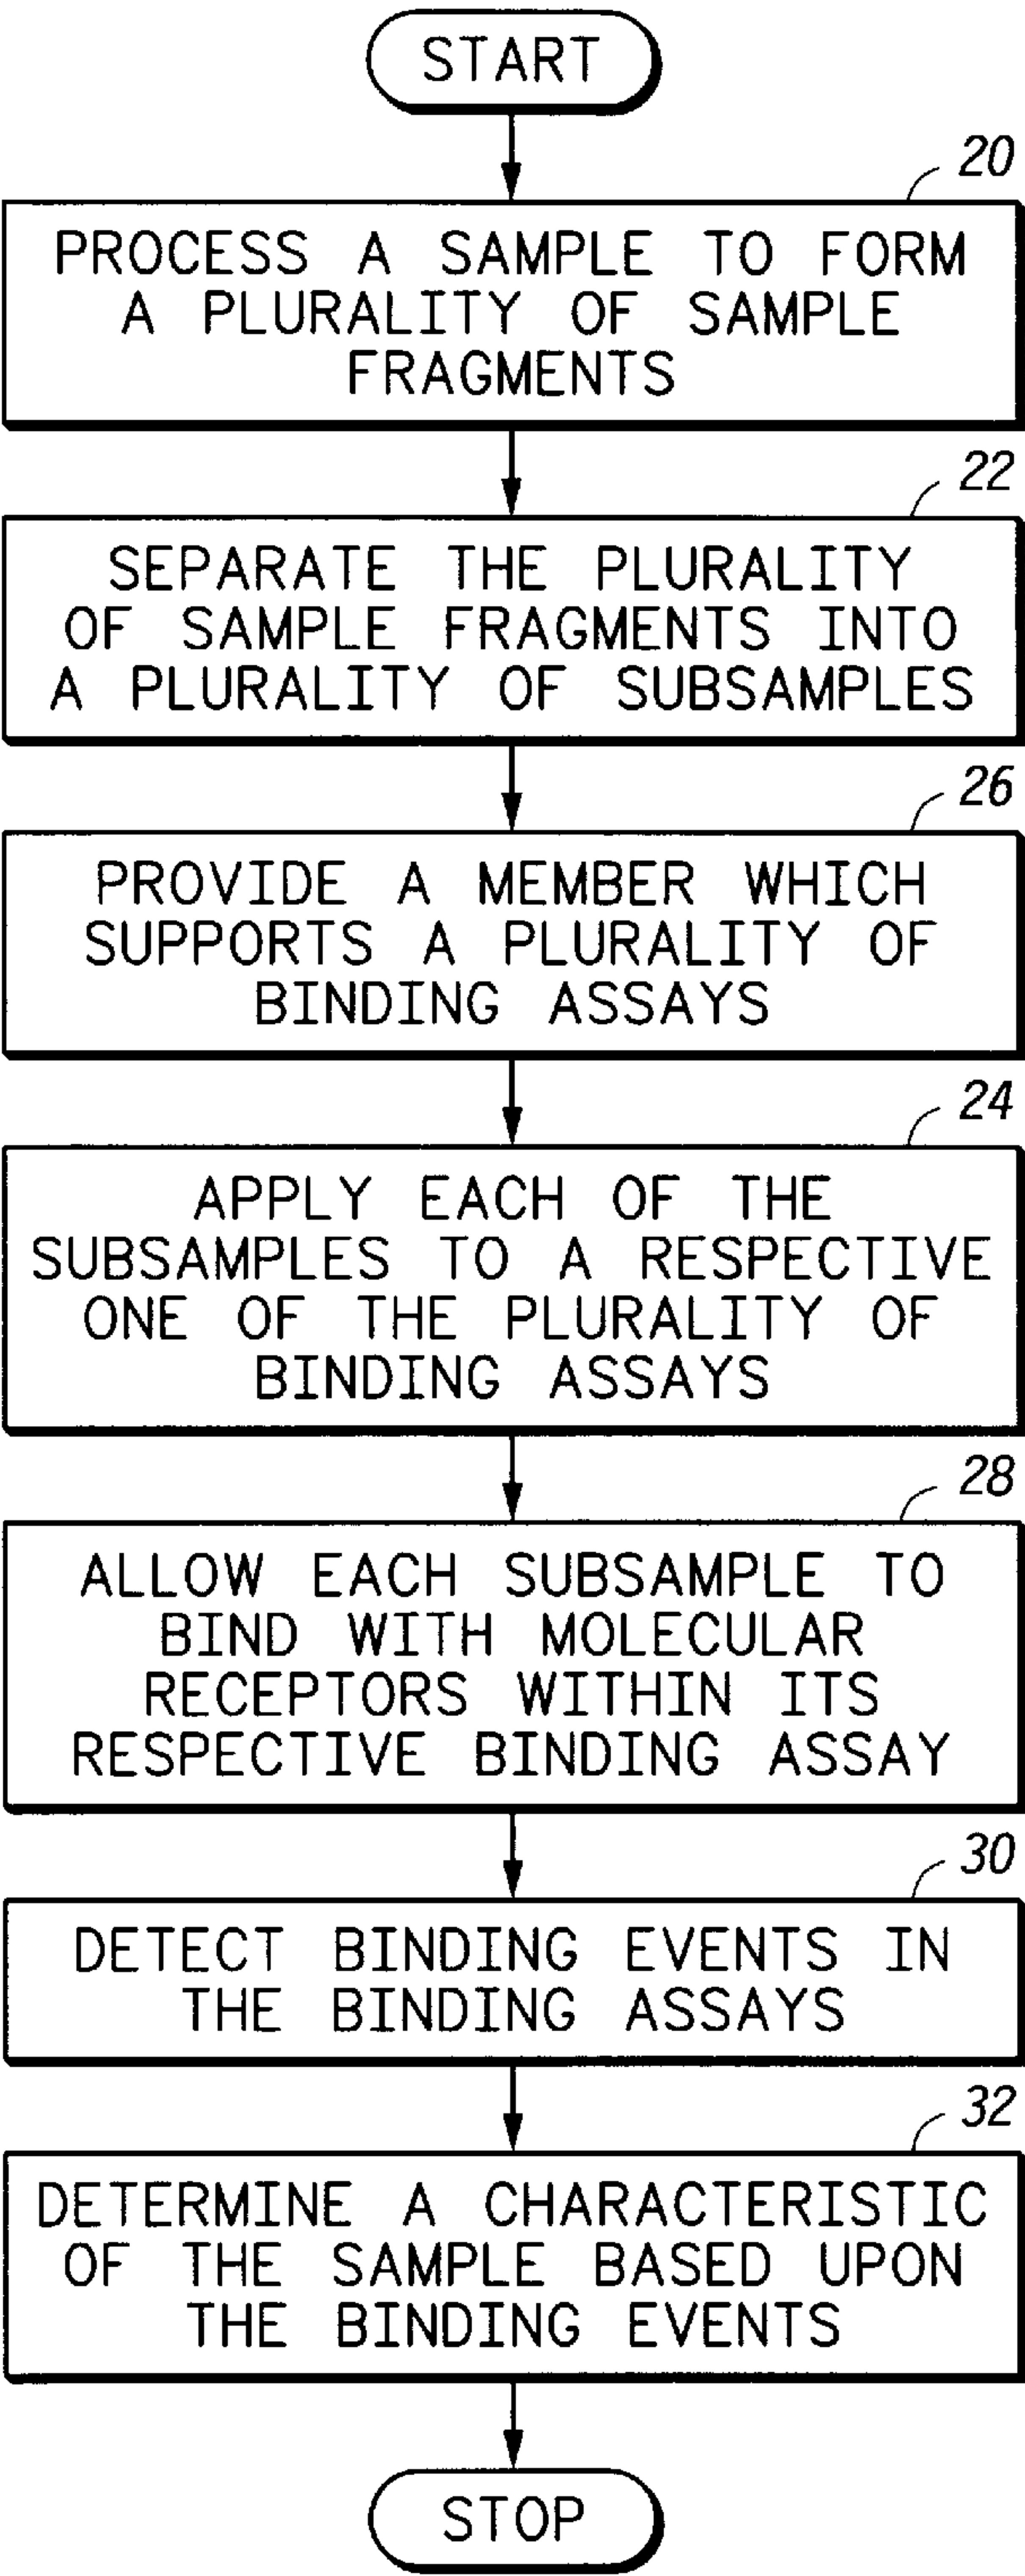 START
20
PROCESS A SAMPLE TO FORM
A PLURALITY OF SAMPLE
FRAGMENTS
22
SEPARATE THE PLURALITY
OF SAMPLE FRAGMENTS INTO
A PLURALITY OF SUBSAMPLES
26
PROVIDE A MEMBER WHICH
SUPPORTS A PLURALITY OF
BINDING ASSAYS
24
APPLY EACH OF THE
SUBSAMPLES TO A RESPECTIVE
ONE OF THE PLURALITY OF
BINDING ASSAYS
28
ALLOW EACH SUBSAMPLE TO
BIND WITH MOLECULAR
RECEPTORS WITHIN ITS
RESPECTIVE BINDING ASSAY
30
DETECT BINDING EVENTS IN
THE BINDING ASSAYS
32
DETERMINE A CHARACTERISTIC
OF THE SAMPLE BASED UPON
THE BINDING EVENTS
STOP